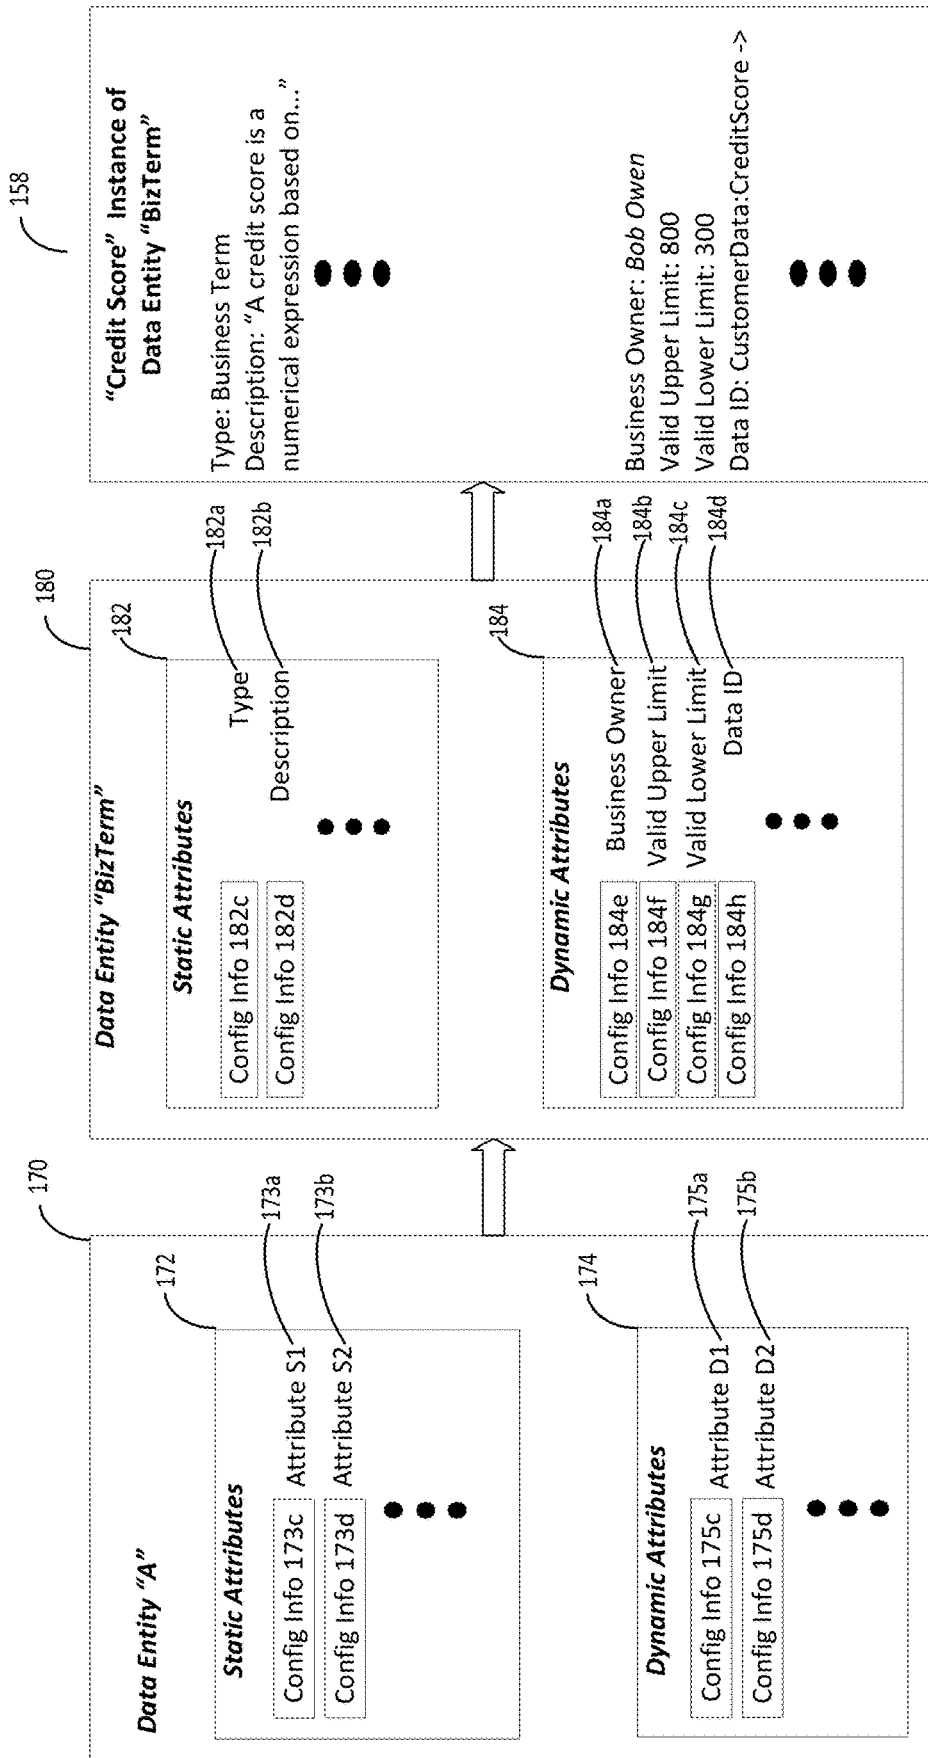 170
Data Entity "A"
172
Static Attributes
Config Info 173c Attribute S1
173a
Config Info 173d Attribute S2
173b
174
Dynamic Attributes
Config Info 175c Attribute D1
175a
Config Info 175d Attribute D2
175b
180
Data Entity "BizTerm"
182
Static Attributes
Config Info 182c Type
182a
Config Info 182d Description
182b
184
Dynamic Attributes
Config Info 184e Business Owner
184a
Config Info 184f Valid Upper Limit
184b
Config Info 184g Valid Lower Limit
184c
Config Info 184h Data ID
184d
158
"Credit Score" Instance of
Data Entity "BizTerm"
Type: Business Term
Description: "A credit score is a
numerical expression based on..."
Business Owner: Bob Owen
Valid Upper Limit: 800
Valid Lower Limit: 300
Data ID: CustomerData:CreditScore ->